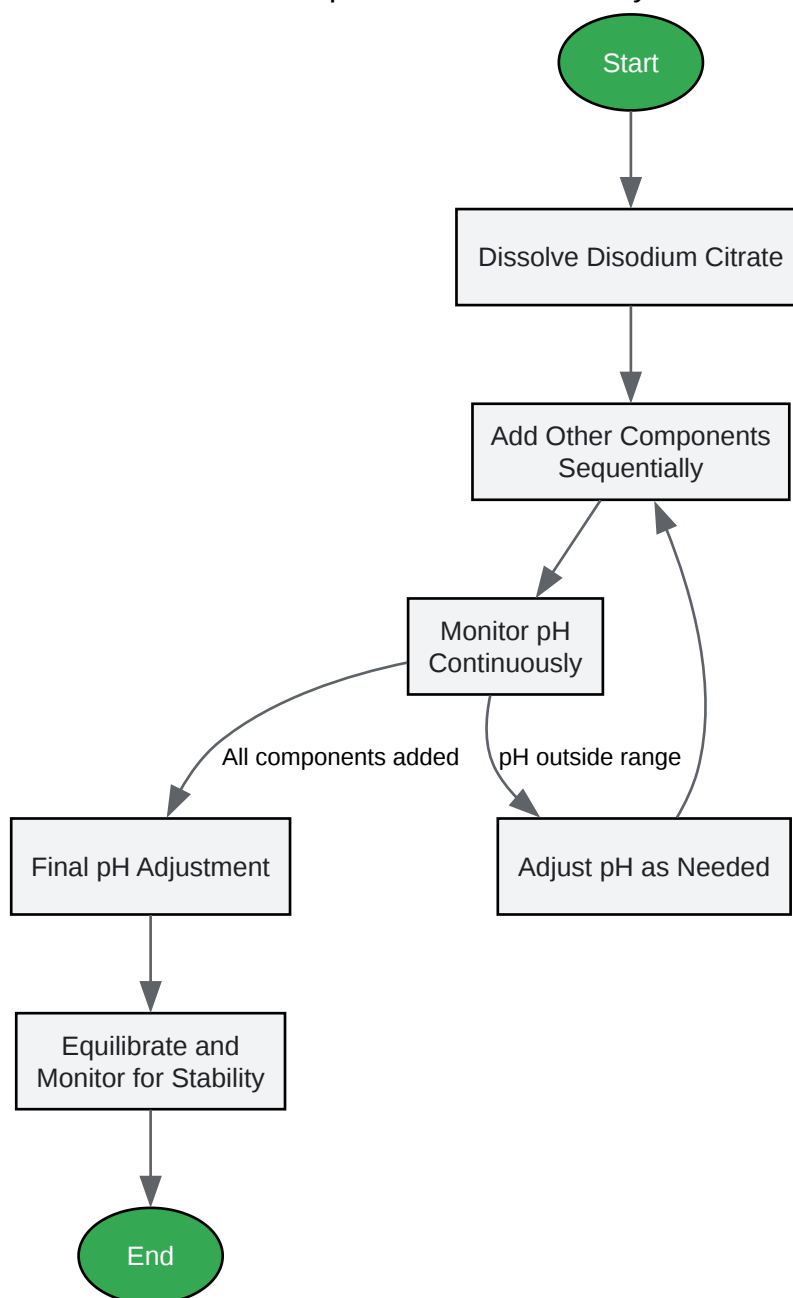 Start
Dissolve Disodium Citrate
Add Other Components
Sequentially
Monitor pH
Continuously
All components added
pH outside range
Final pH Adjustment
Adjust pH as Needed
Equilibrate and
Monitor for Stability
End